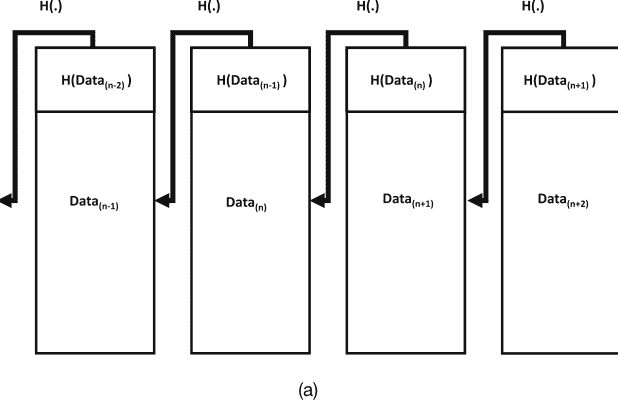 H(.) H(.) H(.) H(.)
H(Data(n-2) ) H(Data(n-1) ) H(Data(n) ) H(Data(n+1) )
Data(n-1) Data(n) Data(n+1) Data(n+2)
(a)